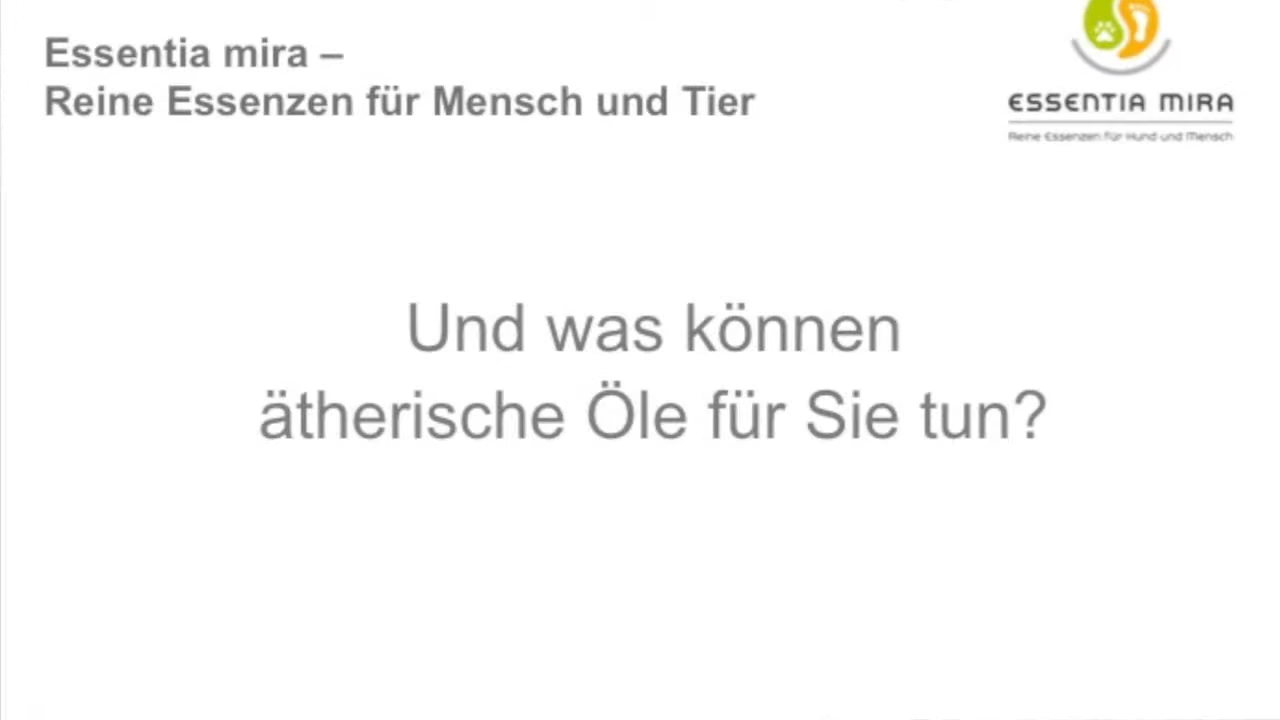 Essentia mira –
Reine Essenzen für Mensch und Tier
ESSENTIA MIRA
Reine Essenzen für Hund und Mensch
Und was können
ätherische Öle für Sie tun?